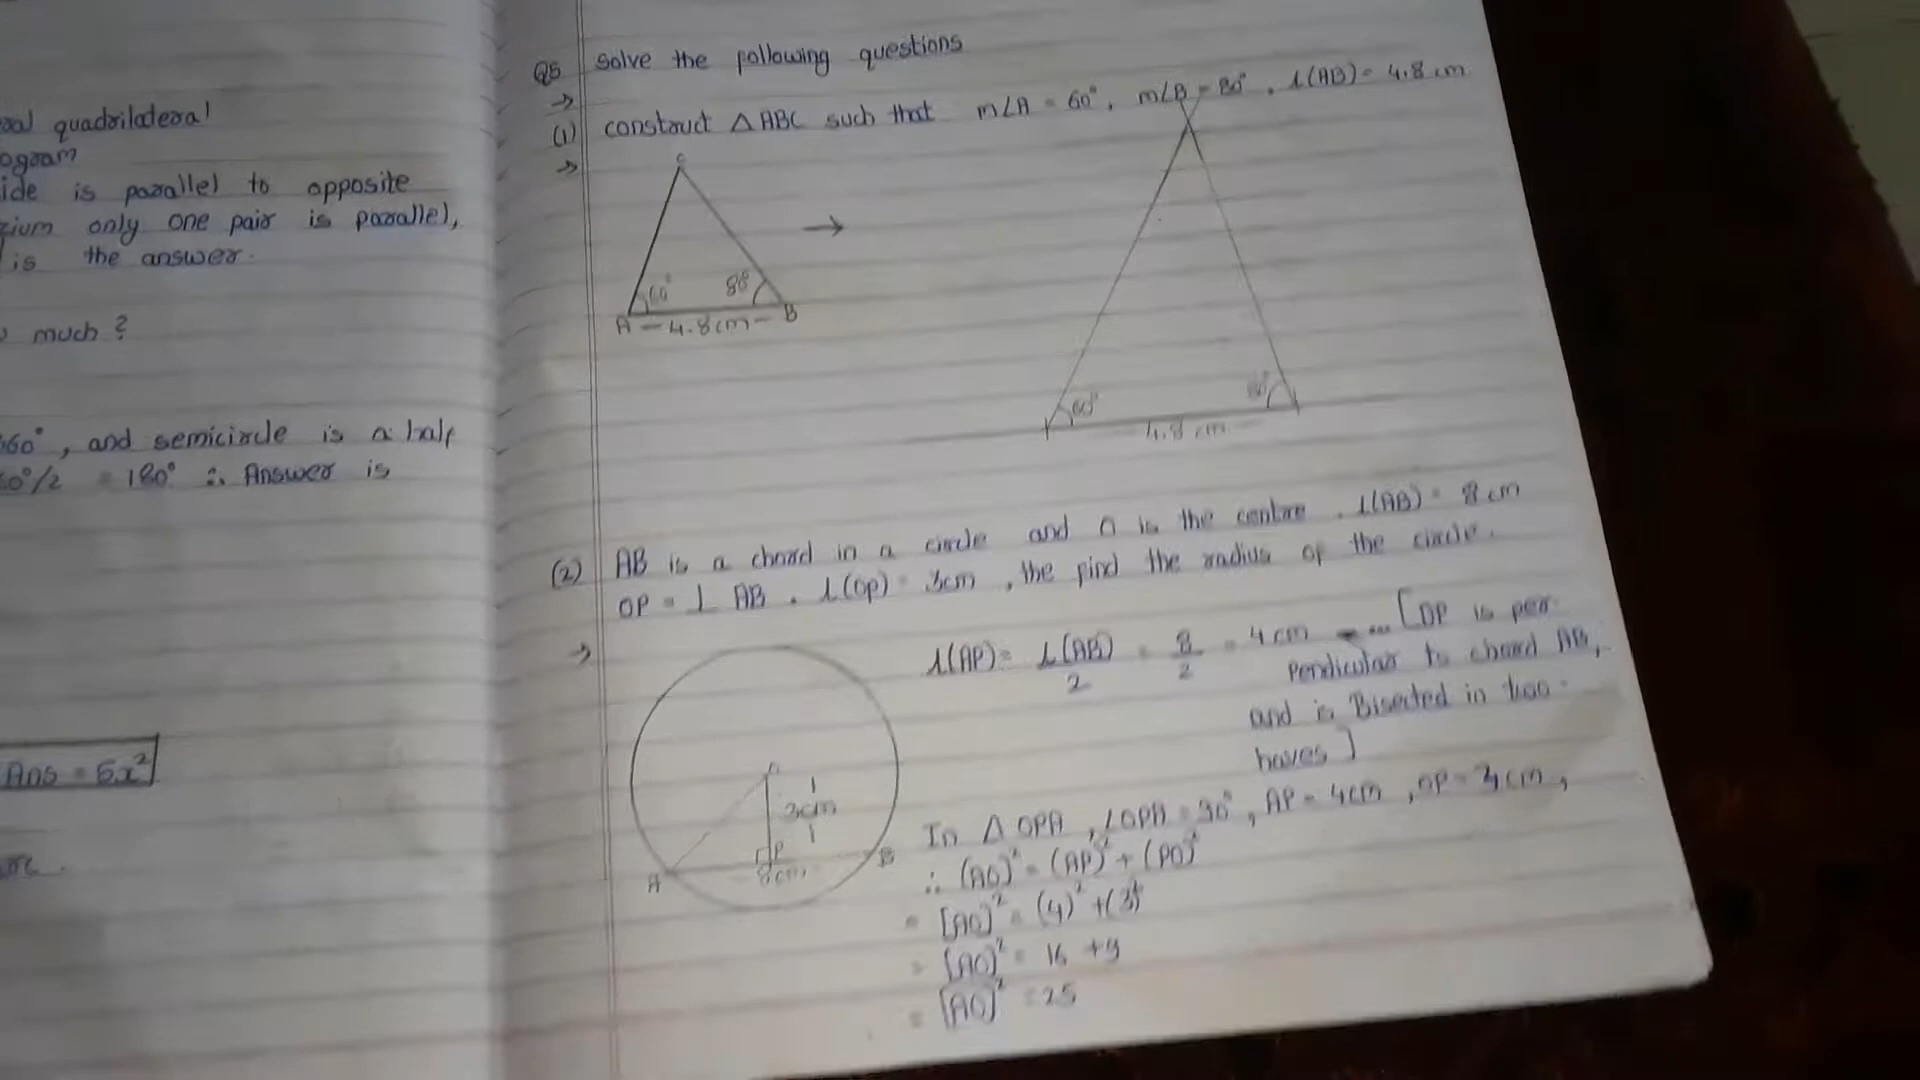 quadrilateral
ogram
ide is parallel to opposite
zium only one pair is parallel,
is the answer.
much?
360°, and semicircle is a half
0°/2 = 180° ∴ Answer is
Ans = 5x²
Q5 solve the following questions
→
(1) construct △ABC such that m∠A = 60°, m∠B = 80°, l(AB) = 4.8 cm
→
C
→
60° 80°
A - 4.8cm - B
60°
4.8 cm
(2) AB is a chord in a circle and O is the centre. l(AB) = 8 cm
OP = ⊥ AB. l(OP) = 3cm, the find the radius of the circle.
→
l(AP) = l(AB)/2 = 8/2 = 4 cm --- [OP is per
pendicular to chord AB,
and is Bisected in two
haves]
3cm
P
A 8cm B
In △ OPA, ∠OPA = 90°, AP = 4cm, OP = 3cm,
∴ (AO)² = (AP)² + (PO)²
= [AO]² = (4)² + (3)²
= [AO]² = 16 + 9
= [AO]² = 25